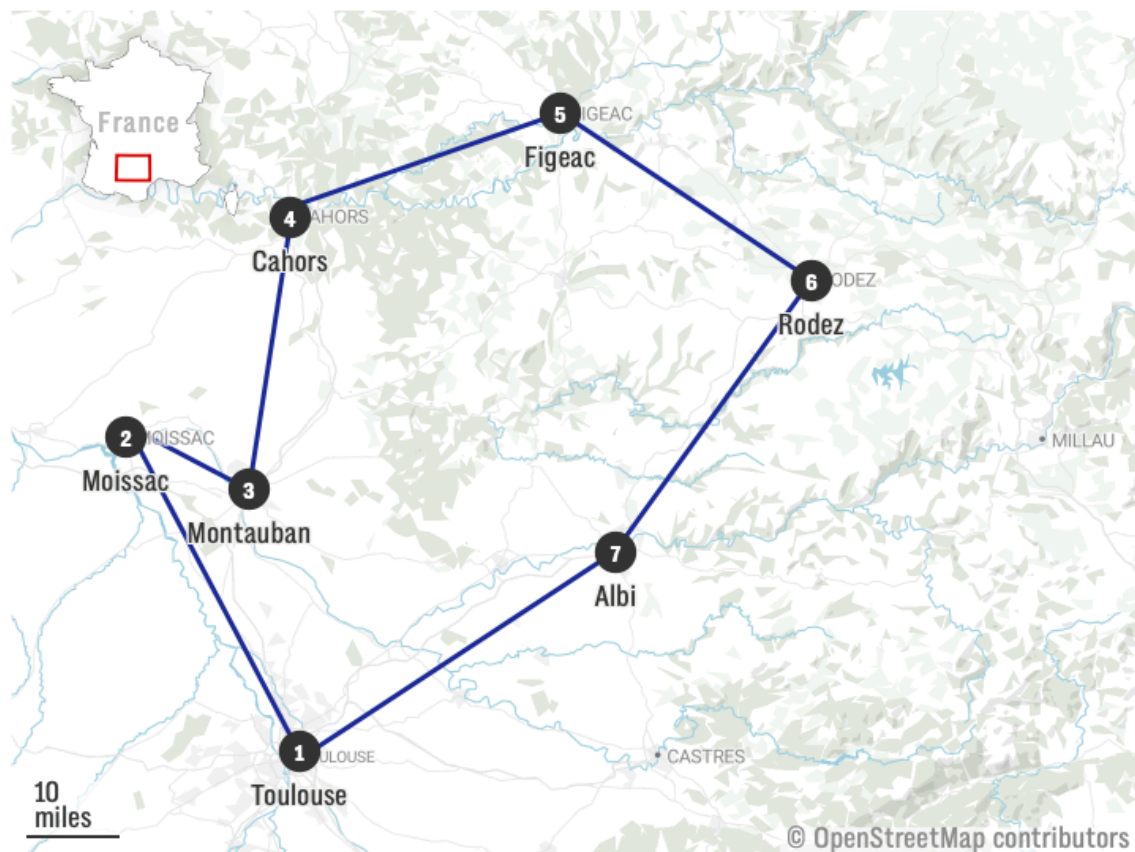 France
5
IGEAC
Figeac
4
AHORS
Cahors
6
ODEZ
Rodez
2
MOISSAC
Moissac
3
Montauban
MILLAU
7
Albi
1
ULOUSE
Toulouse
CASTRES
10
miles
© OpenStreetMap contributors